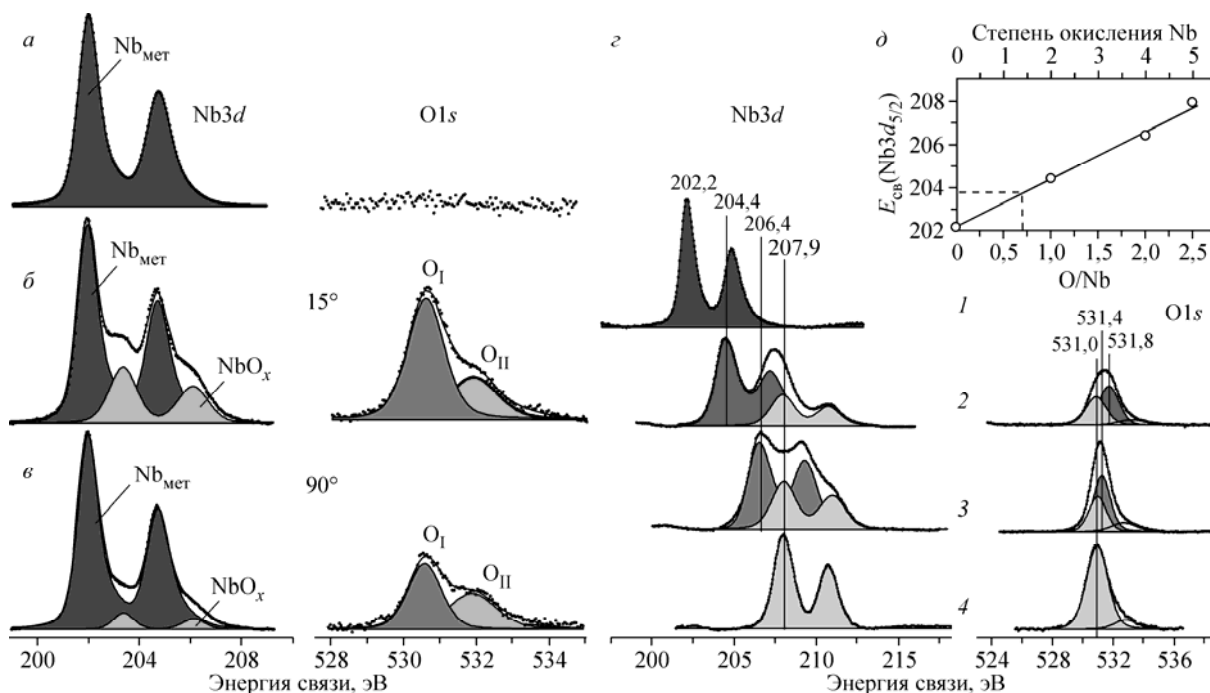 а
Nbмет
Nb3d
O1s
б
Nbмет
NbOx
15°
OI
OII
в
Nbмет
NbOx
90°
OI
OII
200 204 208
528 530 532 534
Энергия связи, эВ
г
Nb3d
202,2
204,4
206,4
207,9
200 205 210 215
д
Степень окисления Nb
0 1 2 3 4 5
Eсв(Nb3d5/2)
208
206
204
202
0 0,5 1,0 1,5 2,0 2,5
O/Nb
1
O1s
531,4
531,0 531,8
2
3
4
524 528 532 536
Энергия связи, эВ